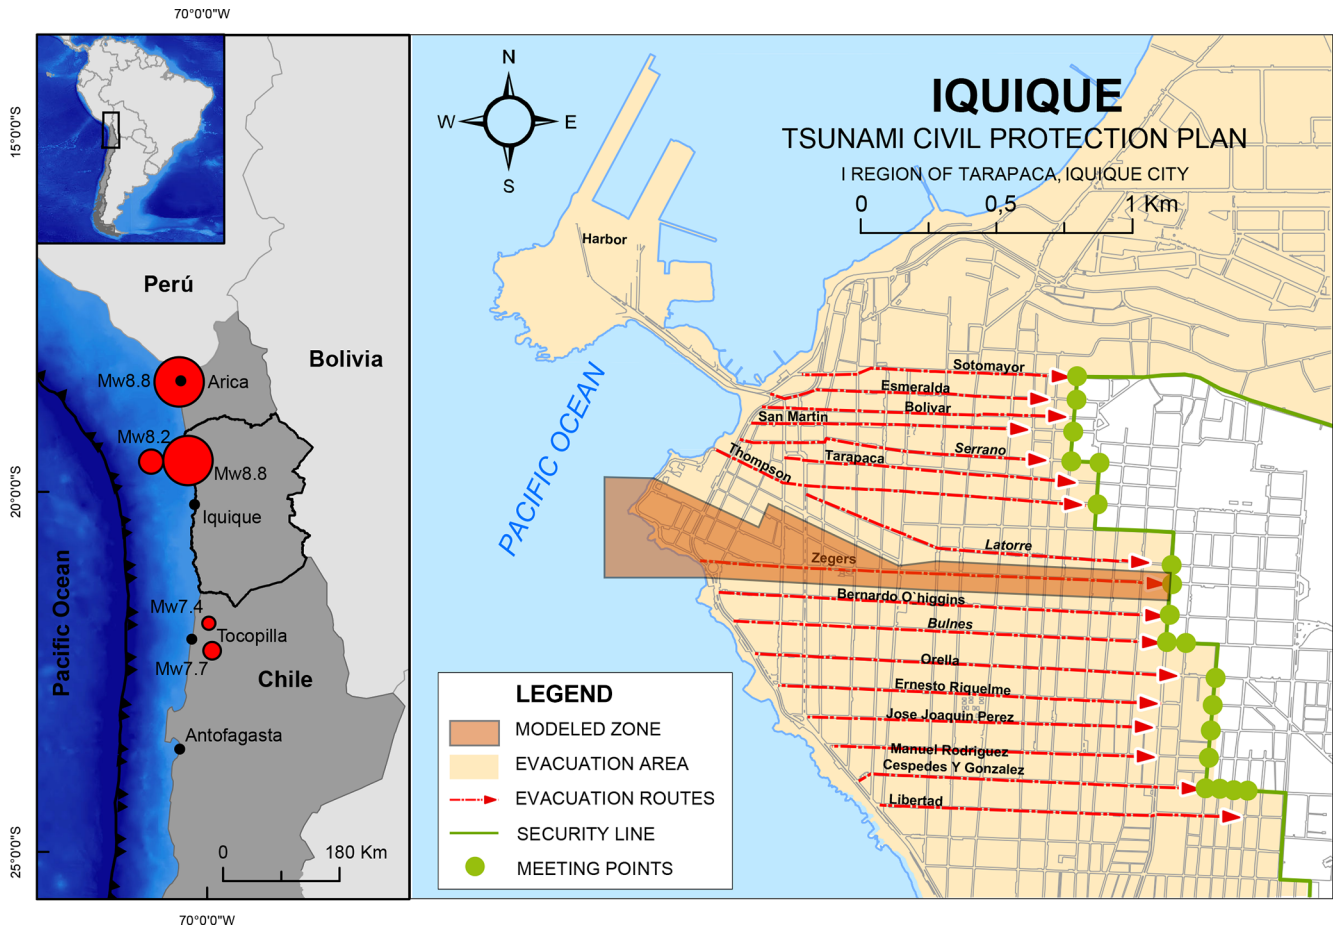 70°0'0"W
15°0'0"S
20°0'0"S
25°0'0"S
Perú
Bolivia
Mw8.8
Arica
Mw8.2
Mw8.8
Iquique
Mw7.4
Tocopilla
Mw7.7
Chile
Antofagasta
Pacific Ocean
0 180 Km
70°0'0"W
N
W E
S
IQUIQUE
TSUNAMI CIVIL PROTECTION PLAN
I REGION OF TARAPACA, IQUIQUE CITY
0 0,5 1 Km
Harbor
PACIFIC OCEAN
Sotomayor
Esmeralda
Bolivar
San Martin
Serrano
Tarapaca
Thompson
Latorre
Zegers
Bernardo O`higgins
Bulnes
Orella
Ernesto Riquelme
Jose Joaquin Perez
Manuel Rodriguez
Cespedes Y Gonzalez
Libertad
LEGEND
MODELED ZONE
EVACUATION AREA
EVACUATION ROUTES
SECURITY LINE
MEETING POINTS